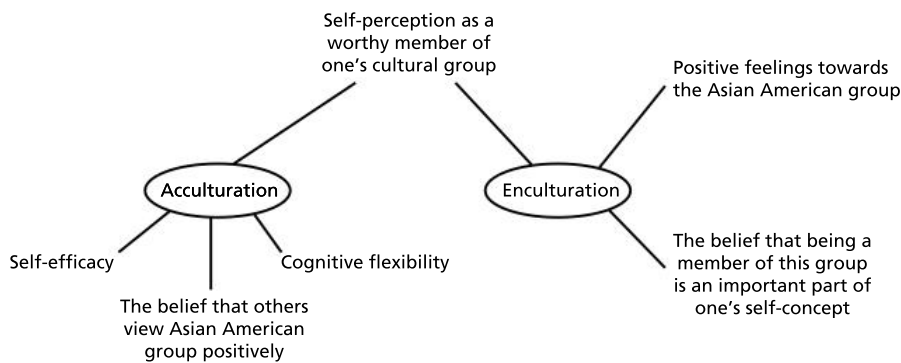 Self-perception as a
worthy member of
one's cultural group
Positive feelings towards
the Asian American group
Acculturation
Enculturation
Self-efficacy
Cognitive flexibility
The belief that others
view Asian American
group positively
The belief that being a
member of this group
is an important part of
one's self-concept